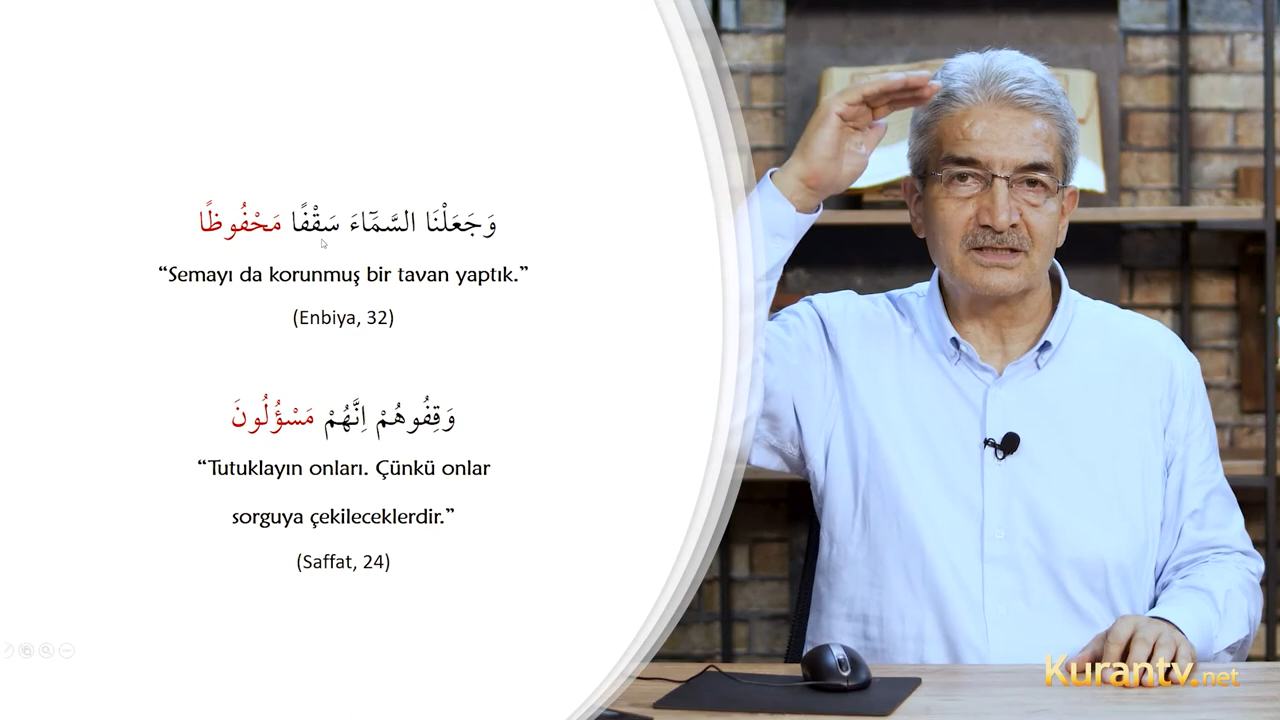 وَجَعَلْنَا السَّمَٓاءَ سَقْفًا مَحْفُوظًا
“Semayı da korunmuş bir tavan yaptık.”
(Enbiya, 32)
وَقِفُوهُمْ اِنَّهُمْ مَسْؤُلُونَ
“Tutuklayın onları. Çünkü onlar
sorguya çekileceklerdir.”
(Saffat, 24)
Kurantv.net